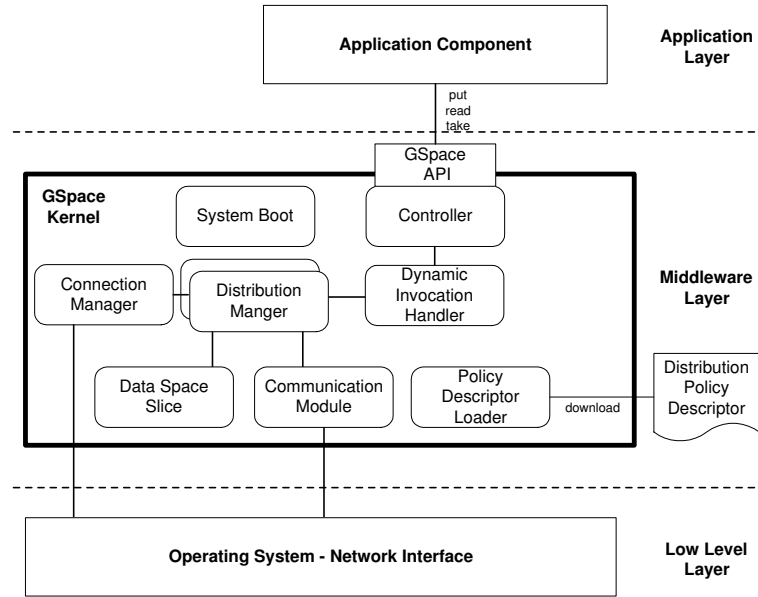 Application Component
Application
Layer
put
read
take
GSpace
API
GSpace
Kernel
System Boot
Controller
Connection
Manager
Distribution
Manger
Dynamic
Invocation
Handler
Middleware
Layer
Data Space
Slice
Communication
Module
Policy
Descriptor
Loader
download
Distribution
Policy
Descriptor
Operating System - Network Interface
Low Level
Layer